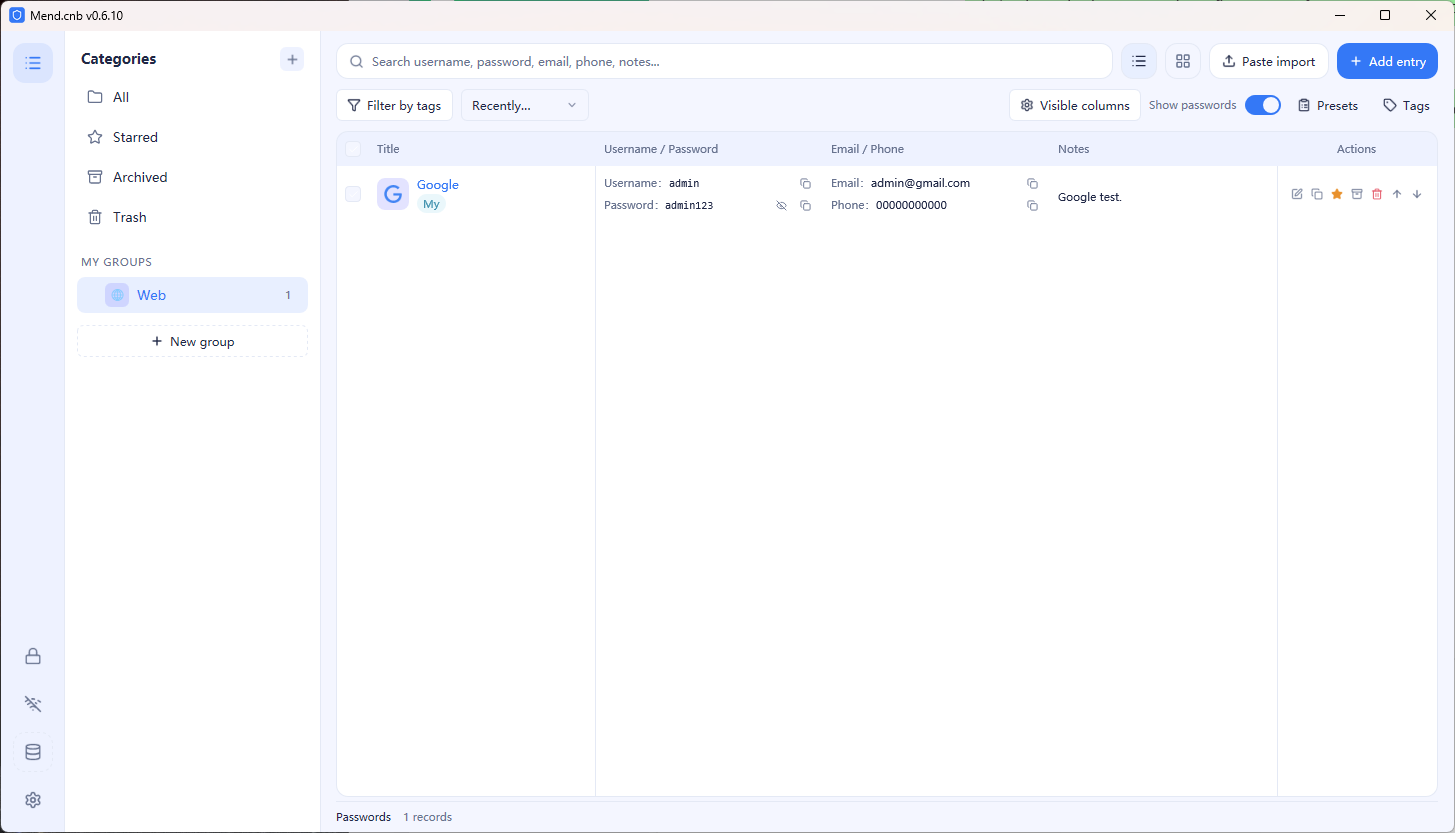 Mend.cnb v0.6.10
Categories
All
Starred
Archived
Trash
MY GROUPS
Web 1
New group
Search username, password, email, phone, notes...
Paste import
Add entry
Filter by tags
Recently...
Visible columns
Show passwords
Presets
Tags
Title
Username / Password
Email / Phone
Notes
Actions
Google
My
Username: admin
Password: admin123
Email: admin@gmail.com
Phone: 00000000000
Google test.
Passwords 1 records